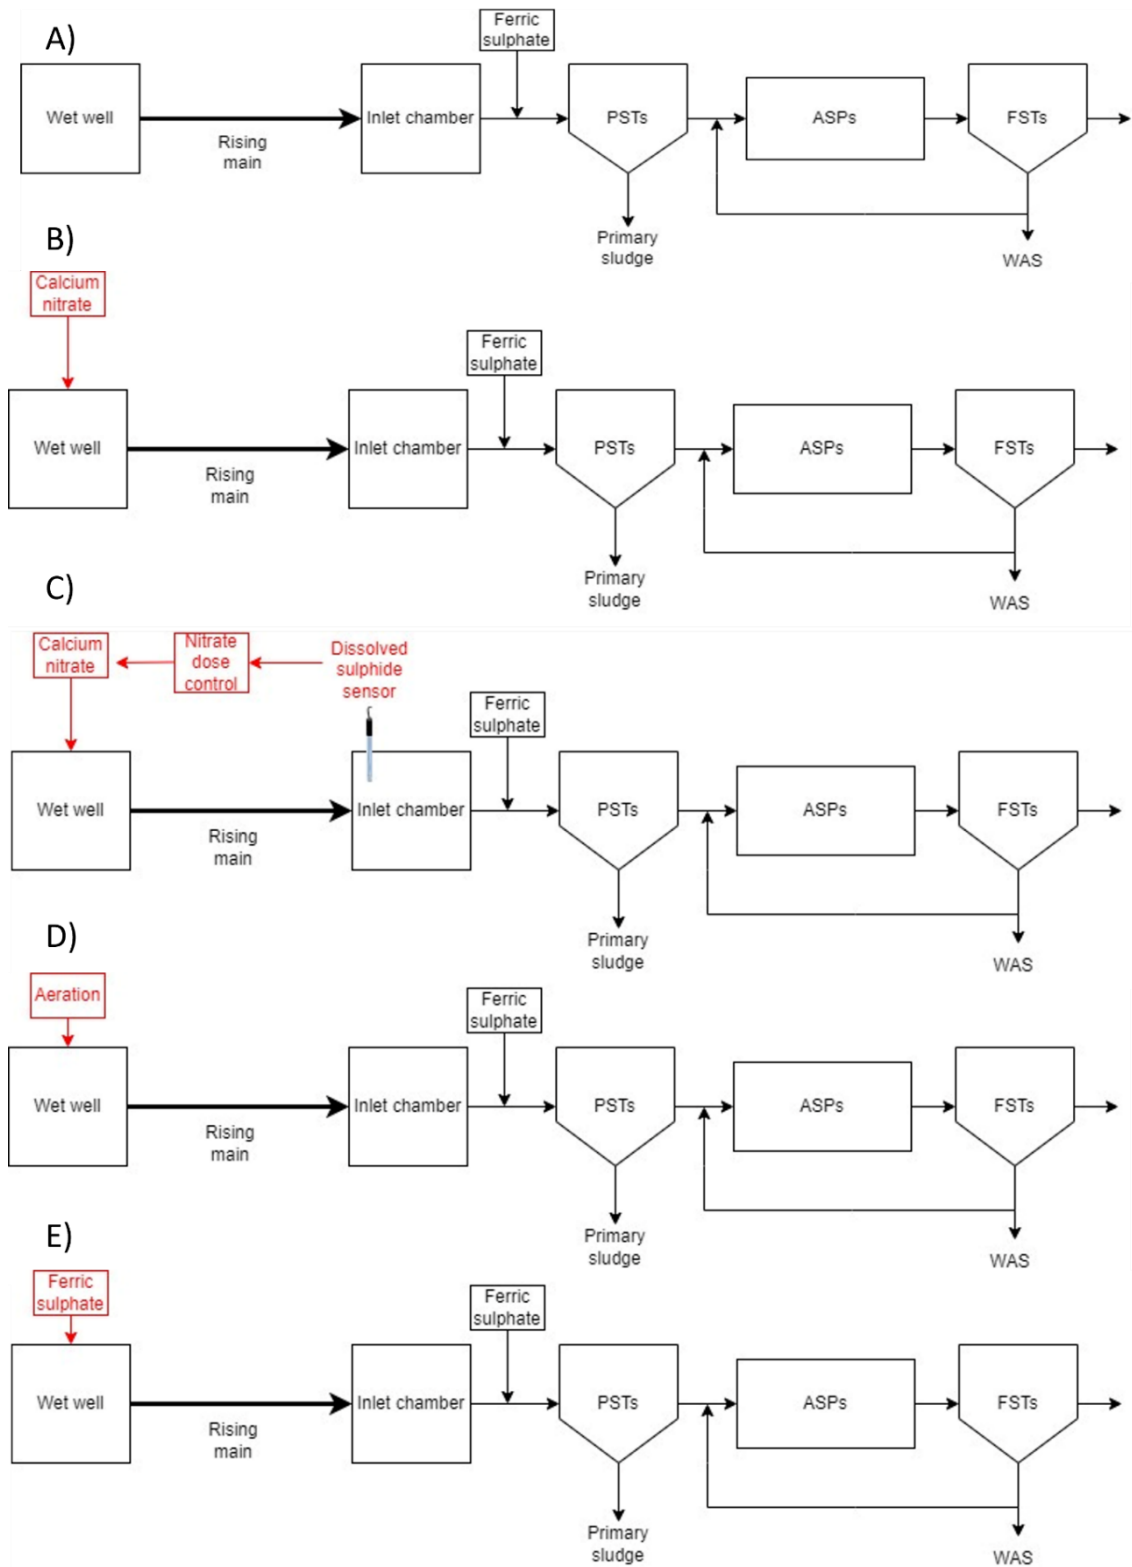 A)
Ferric
sulphate
Wet well
Rising
main
Inlet chamber
PSTs
ASPs
FSTs
Primary
sludge
WAS
B)
Calcium
nitrate
Ferric
sulphate
Wet well
Rising
main
Inlet chamber
PSTs
ASPs
FSTs
Primary
sludge
WAS
C)
Calcium
nitrate
Nitrate
dose
control
Dissolved
sulphide
sensor
Ferric
sulphate
Wet well
Rising
main
Inlet chamber
PSTs
ASPs
FSTs
Primary
sludge
WAS
D)
Aeration
Ferric
sulphate
Wet well
Rising
main
Inlet chamber
PSTs
ASPs
FSTs
Primary
sludge
WAS
E)
Ferric
sulphate
Ferric
sulphate
Wet well
Rising
main
Inlet chamber
PSTs
ASPs
FSTs
Primary
sludge
WAS